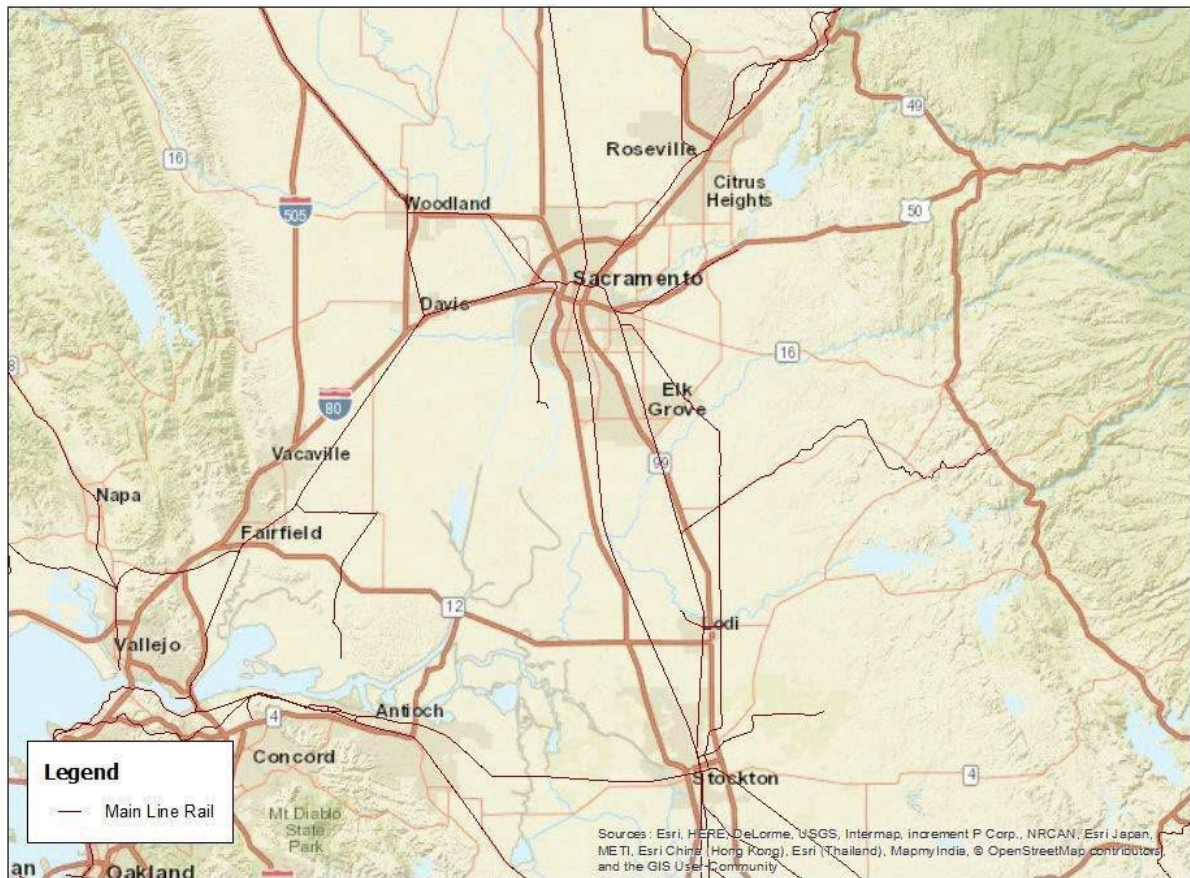 49
16
Roseville
Citrus
Heights
Woodland
505
50
Sacramento
Davis
16
80
Elk
Grove
Vacaville
99
Napa
Fairfield
12
Lodi
Vallejo
Antioch
4
Concord
Legend
Main Line Rail
Stockton
4
Mt Diablo
State
Park
Oakland
an
Sources: Esri, HERE, DeLorme, USGS, Intermap, increment P Corp., NRCAN, Esri Japan,
METI, Esri China (Hong Kong), Esri (Thailand), MapmyIndia, © OpenStreetMap contributors,
and the GIS User Community